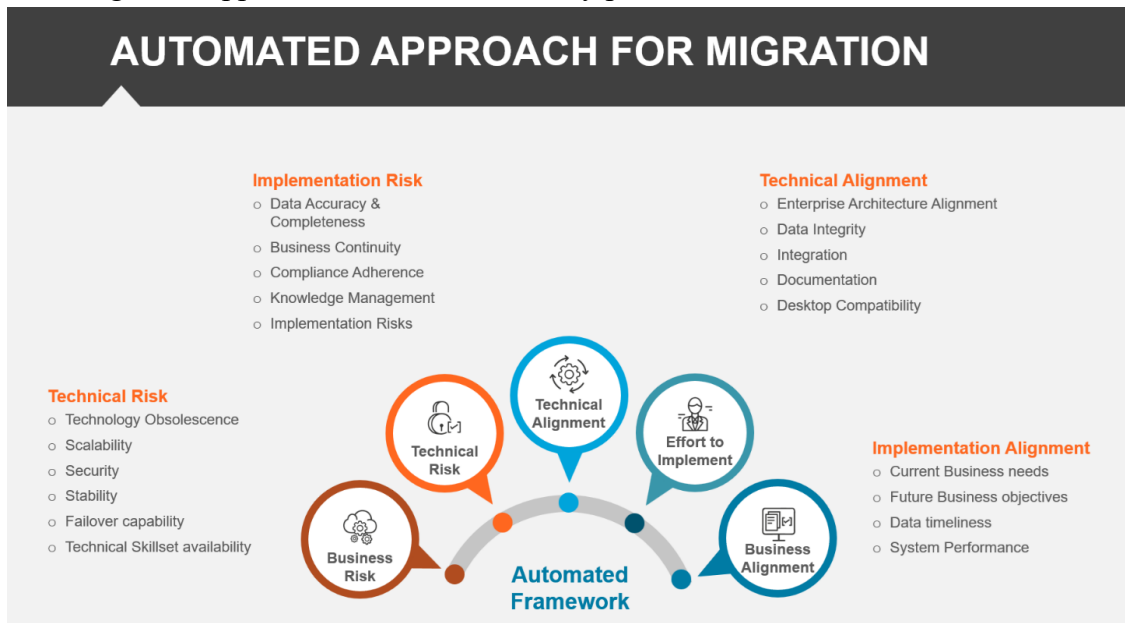 AUTOMATED APPROACH FOR MIGRATION
Implementation Risk
o Data Accuracy &
Completeness
o Business Continuity
o Compliance Adherence
o Knowledge Management
o Implementation Risks
Technical Alignment
o Enterprise Architecture Alignment
o Data Integrity
o Integration
o Documentation
o Desktop Compatibility
Technical Risk
o Technology Obsolescence
o Scalability
o Security
o Stability
o Failover capability
o Technical Skillset availability
Implementation Alignment
o Current Business needs
o Future Business objectives
o Data timeliness
o System Performance
Business
Risk
Technical
Risk
Technical
Alignment
Effort to
Implement
Business
Alignment
Automated
Framework